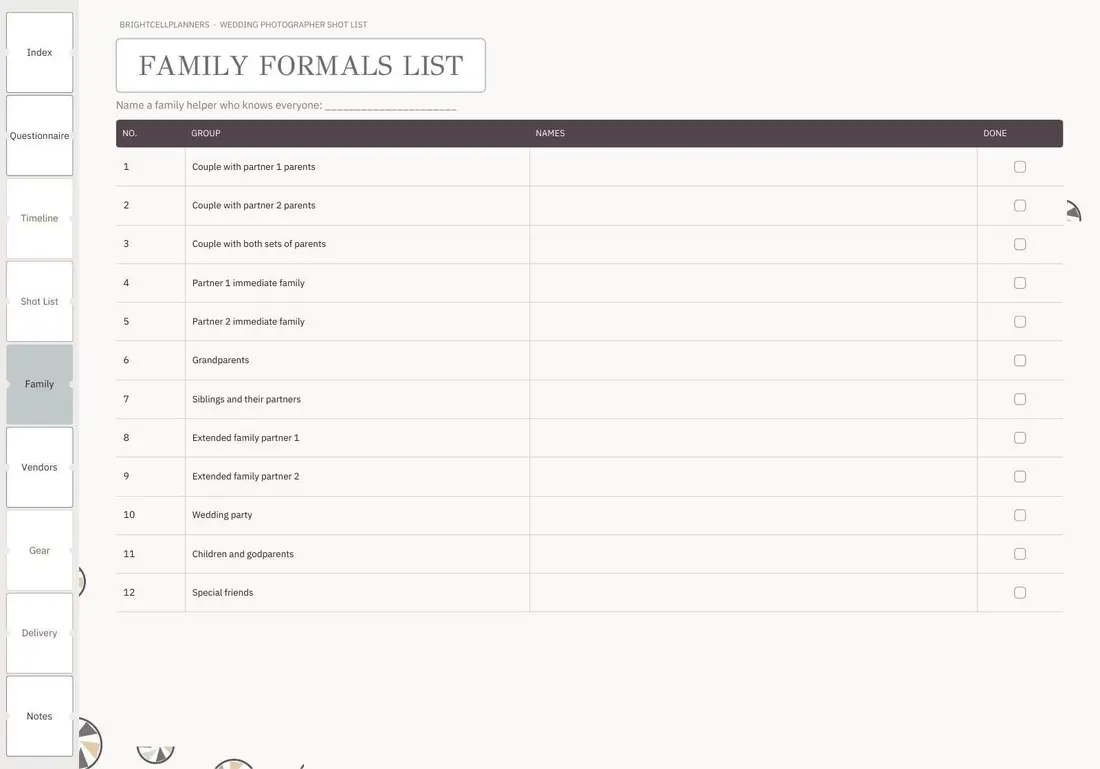 BRIGHTCELLPLANNERS - WEDDING PHOTOGRAPHER SHOT LIST
FAMILY FORMALS LIST
Name a family helper who knows everyone: ______________________
NO. GROUP NAMES DONE
1 Couple with partner 1 parents
2 Couple with partner 2 parents
3 Couple with both sets of parents
4 Partner 1 immediate family
5 Partner 2 immediate family
6 Grandparents
7 Siblings and their partners
8 Extended family partner 1
9 Extended family partner 2
10 Wedding party
11 Children and godparents
12 Special friends
Index
Questionnaire
Timeline
Shot List
Family
Vendors
Gear
Delivery
Notes